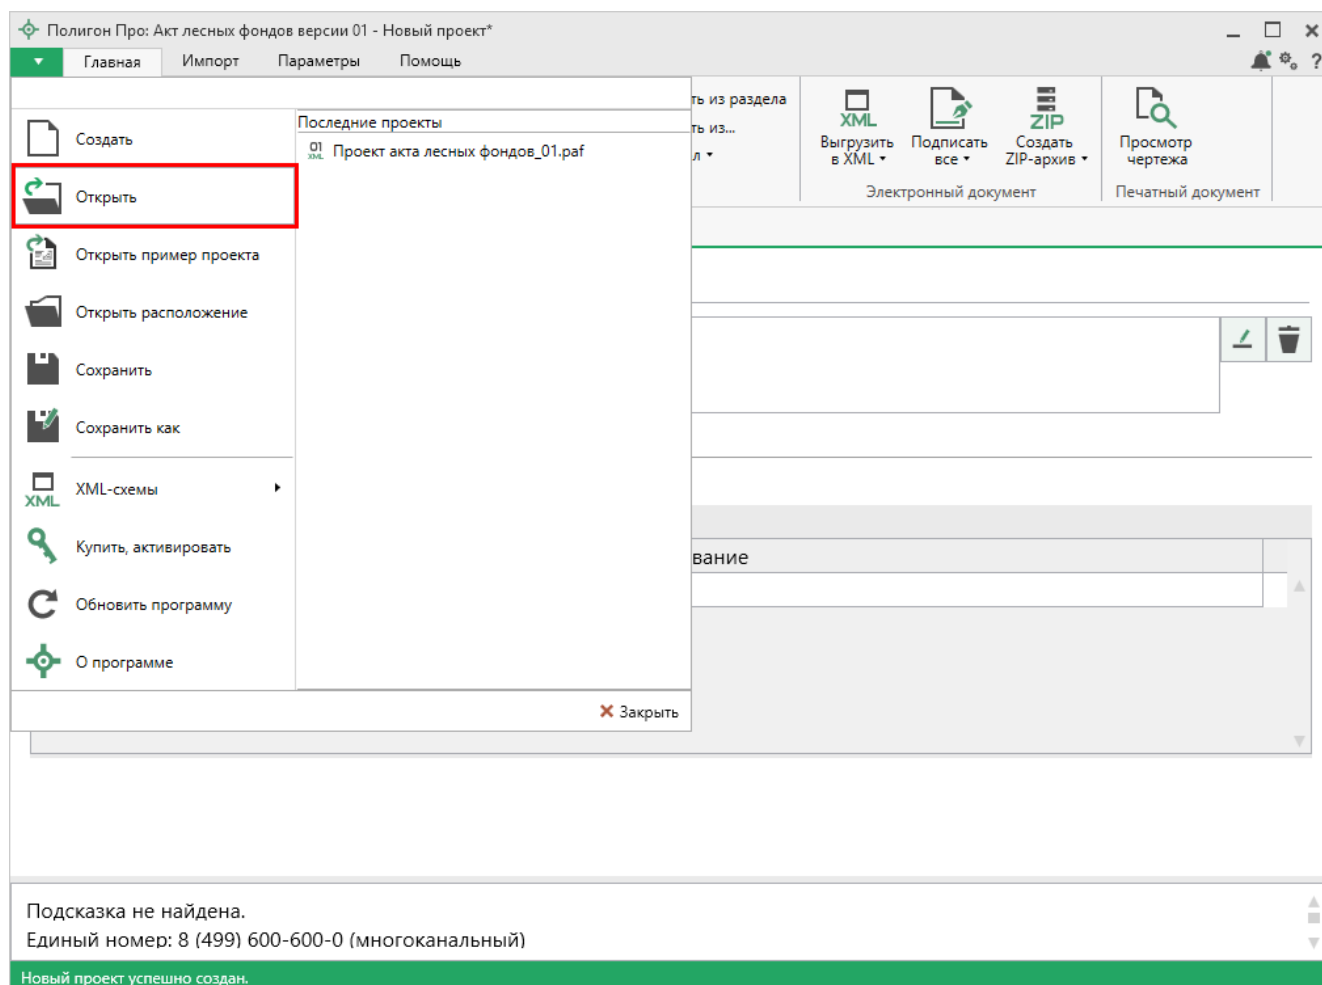 Полигон Про: Акт лесных фондов версии 01 - Новый проект*
Главная Импорт Параметры Помощь
Создать
Открыть
Открыть пример проекта
Открыть расположение
Сохранить
Сохранить как
XML-схемы
Купить, активировать
Обновить программу
О программе
Последние проекты
01 XML Проект акта лесных фондов_01.paf
Закрыть
из раздела
из...
XML
Выгрузить
в XML
Подписать
все
ZIP
Создать
ZIP-архив
Электронный документ
Просмотр
чертежа
Печатный документ
вание
Подсказка не найдена.
Единый номер: 8 (499) 600-600-0 (многоканальный)
Новый проект успешно создан.